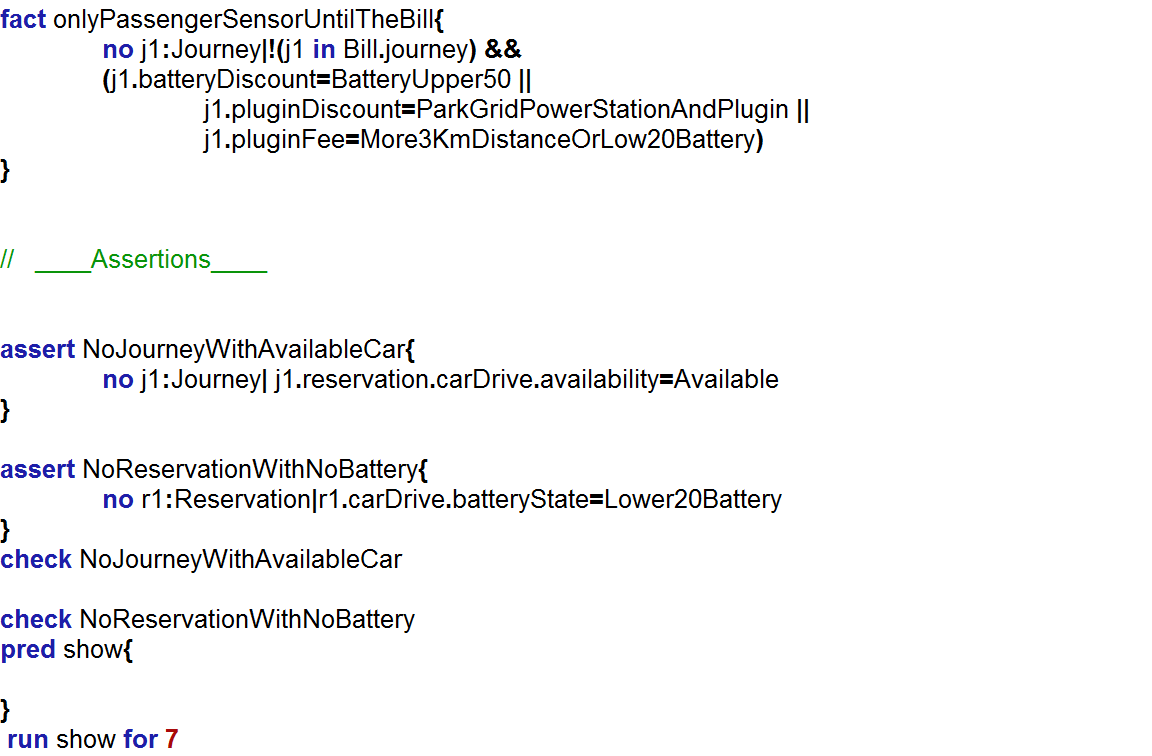 fact onlyPassengerSensorUntilTheBill{
no j1:Journey|!(j1 in Bill.journey) &&
(j1.batteryDiscount=BatteryUpper50 ||
j1.pluginDiscount=ParkGridPowerStationAndPlugin ||
j1.pluginFee=More3KmDistanceOrLow20Battery)
}
// ____Assertions____
assert NoJourneyWithAvailableCar{
no j1:Journey| j1.reservation.carDrive.availability=Available
}
assert NoReservationWithNoBattery{
no r1:Reservation|r1.carDrive.batteryState=Lower20Battery
}
check NoJourneyWithAvailableCar
check NoReservationWithNoBattery
pred show{
}
run show for 7